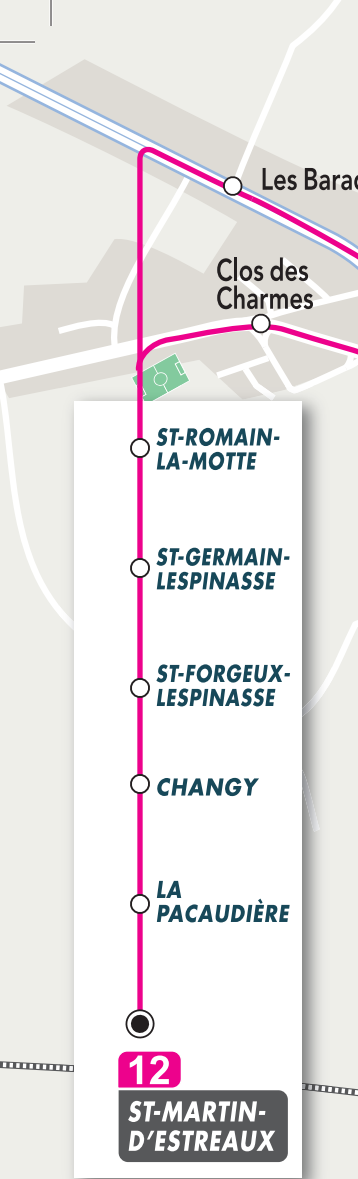 Les
Clos des
Charmes
ST-ROMAIN-
LA-MOTTE
ST-GERMAIN-
LESPINASSE
ST-FORGEUX-
LESPINASSE
CHANGY
LA
PACAUDIÈRE
12
ST-MARTIN-
D'ESTREAUX